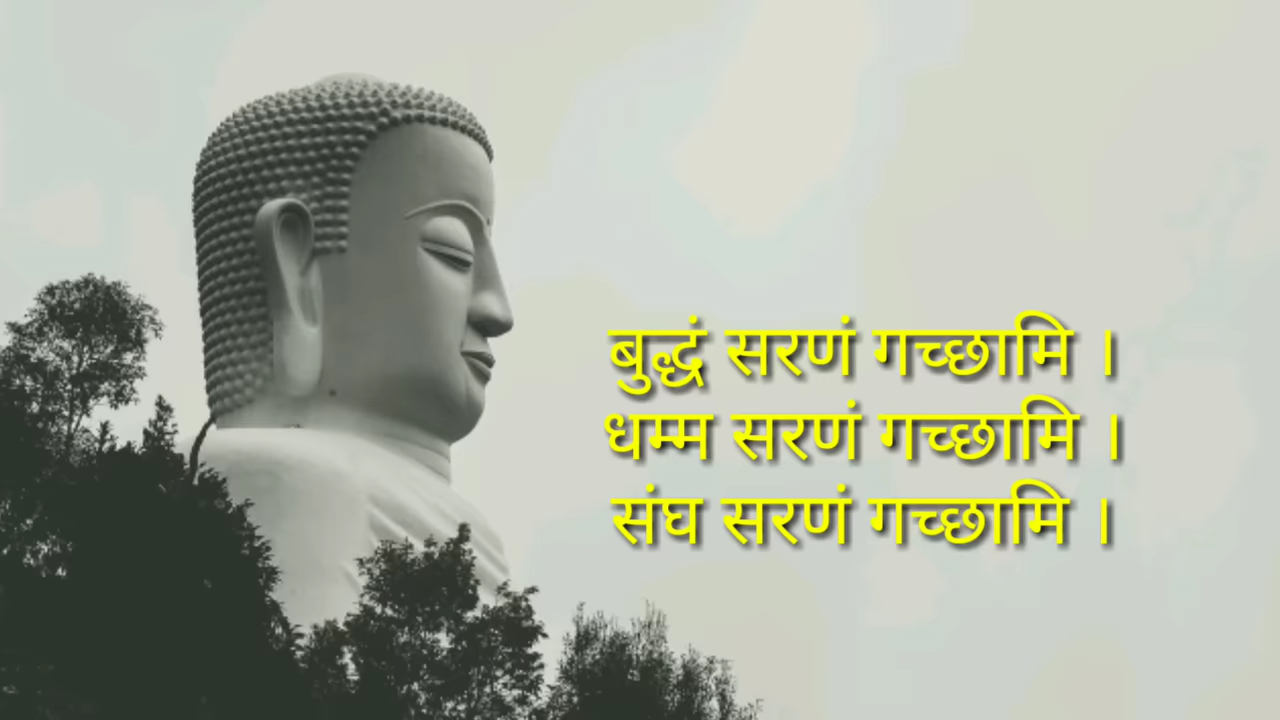 बुद्धं सरणं गच्छामि ।
धम्म सरणं गच्छामि ।
संघ सरणं गच्छामि ।